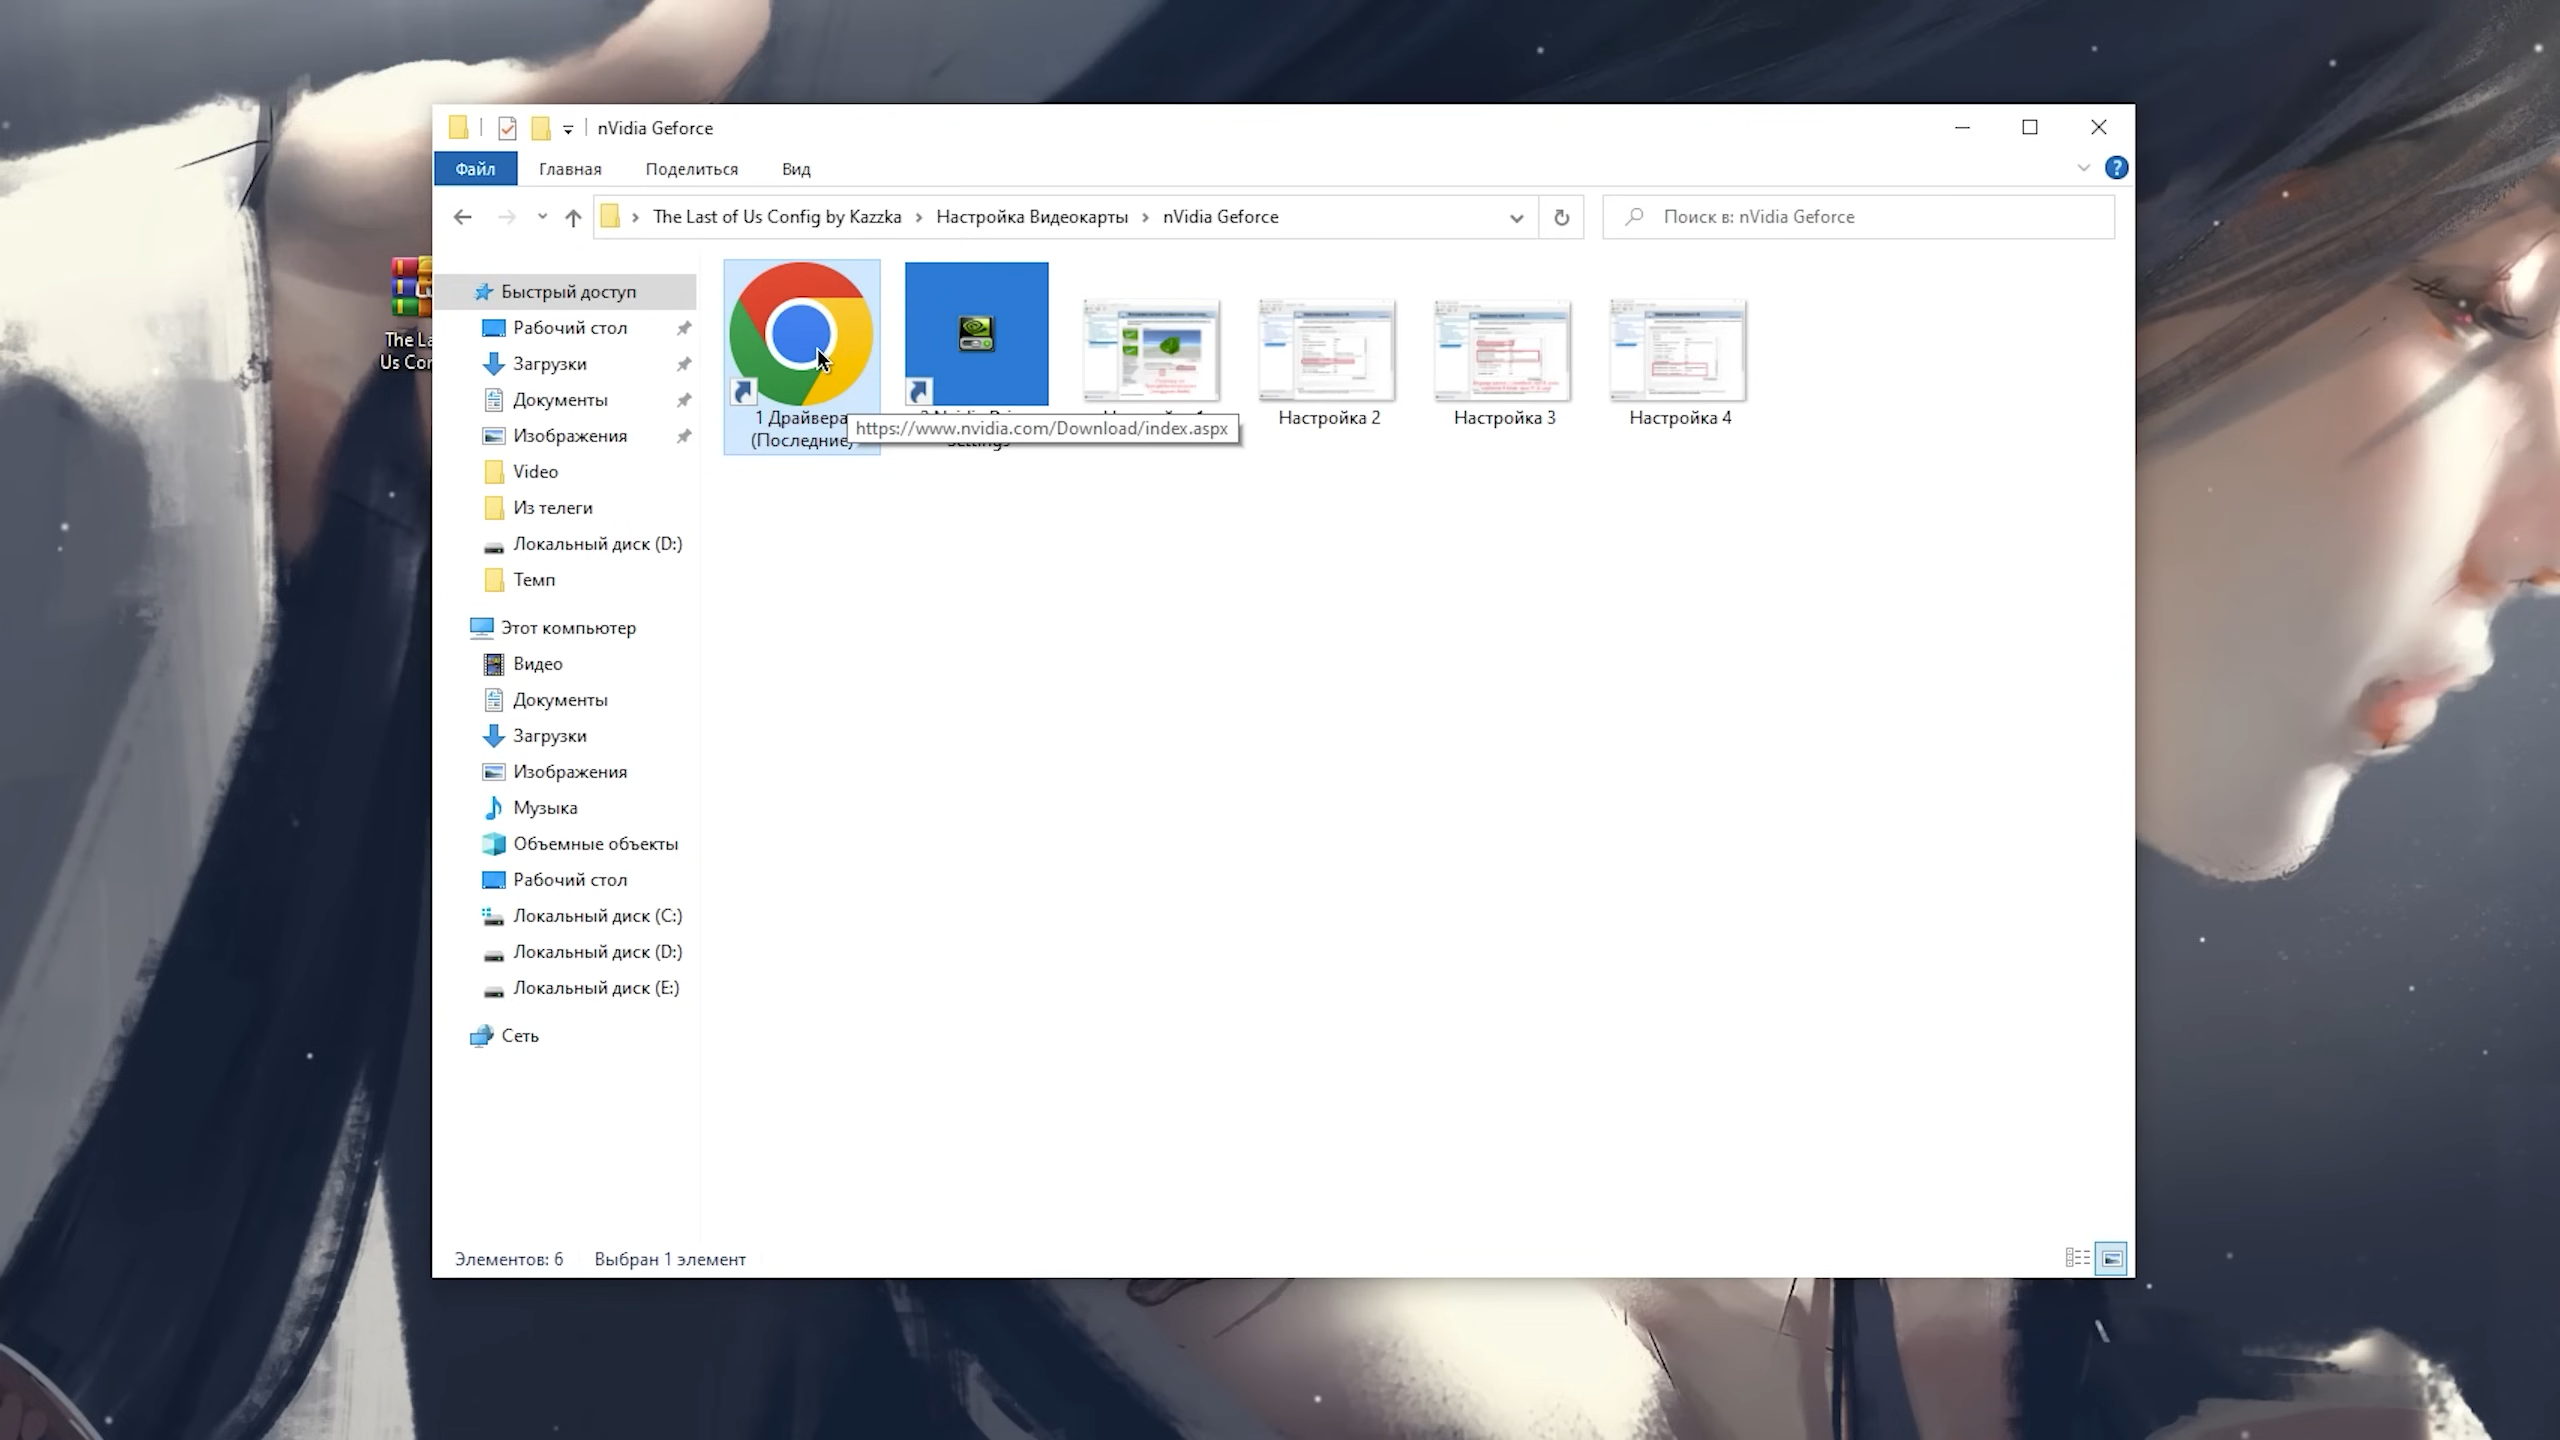 nVidia Geforce
Файл
Главная
Поделиться
Вид
The Last of Us Config by Kazzka
Настройка Видеокарты
nVidia Geforce
Поиск в: nVidia Geforce
The La
Us Cor
Быстрый доступ
Рабочий стол
Загрузки
Документы
Изображения
Video
Из телеги
Локальный диск (D:)
Темп
Этот компьютер
Видео
Документы
Загрузки
Изображения
Музыка
Объемные объекты
Рабочий стол
Локальный диск (C:)
Локальный диск (D:)
Локальный диск (E:)
Сеть
1 Драйвера
(Последние)
https://www.nvidia.com/Download/index.aspx
Settings
Настройка 2
Настройка 3
Настройка 4
Элементов: 6
Выбран 1 элемент